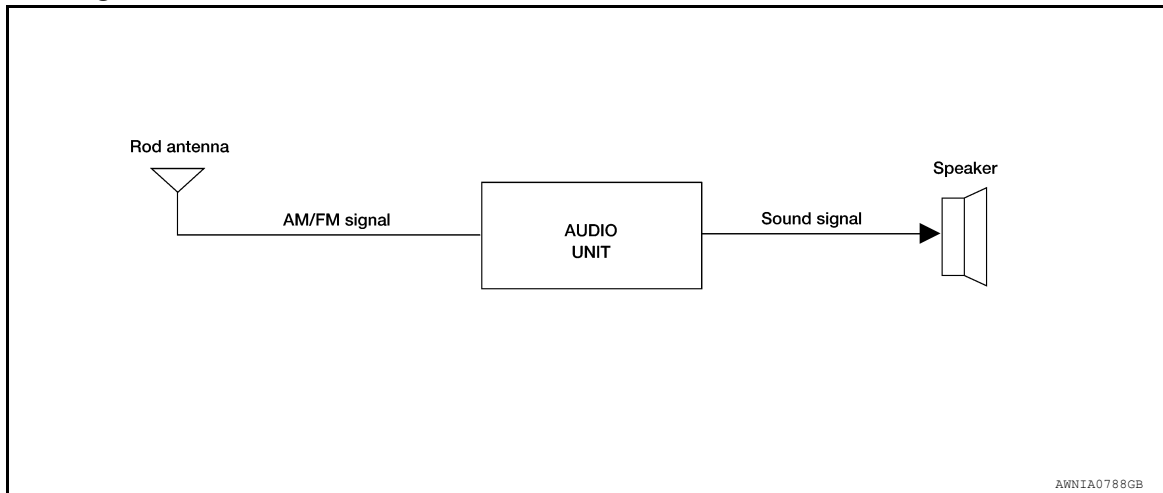 Rod antenna
Speaker
AM/FM signal
Sound signal
AUDIO
UNIT
AWNIA0788GB